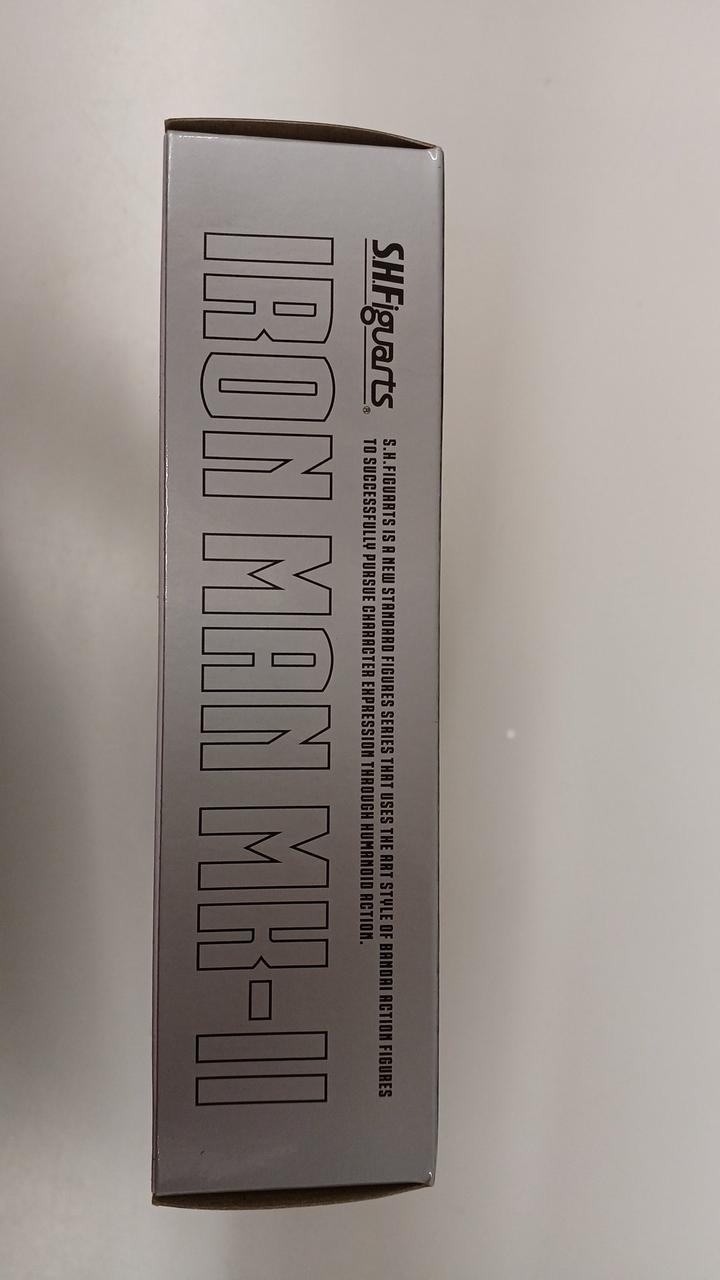 S.H.Figuarts®
S.H.FIGUARTS IS A NEW STANDARD FIGURES SERIES THAT USES THE ART STYLE OF BANDAI ACTION FIGURES
TO SUCCESSFULLY PURSUE CHARACTER EXPRESSION THROUGH HUMANOID ACTION.
IRON MAN MK-II